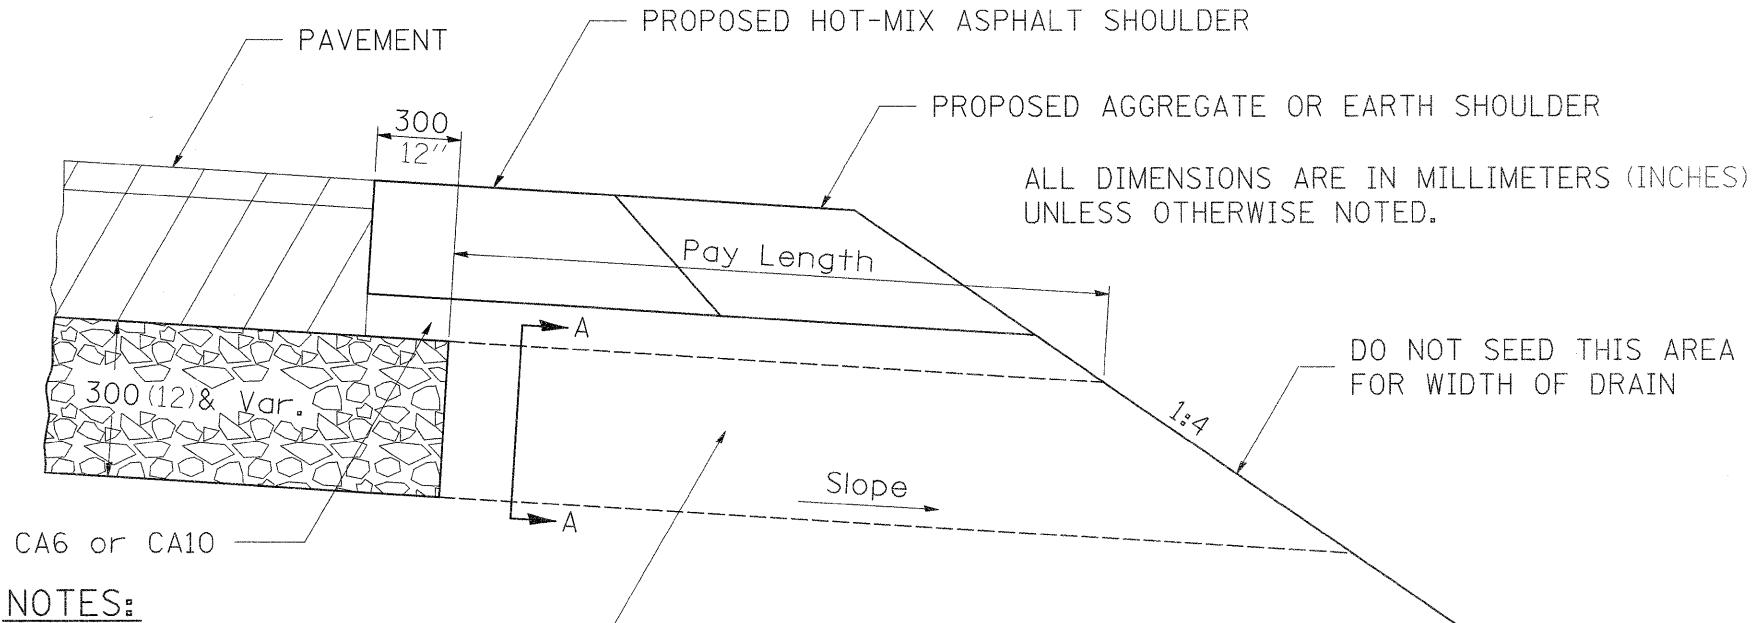 PROPOSED HOT-MIX ASPHALT SHOULDER
PAVEMENT
PROPOSED AGGREGATE OR EARTH SHOULDER
300
12"
ALL DIMENSIONS ARE IN MILLIMETERS (INCHES)
UNLESS OTHERWISE NOTED.
Pay Length
A
DO NOT SEED THIS AREA
FOR WIDTH OF DRAIN
300 (12) & Var.
1:4
Slope
A
CA6 or CA10
NOTES: